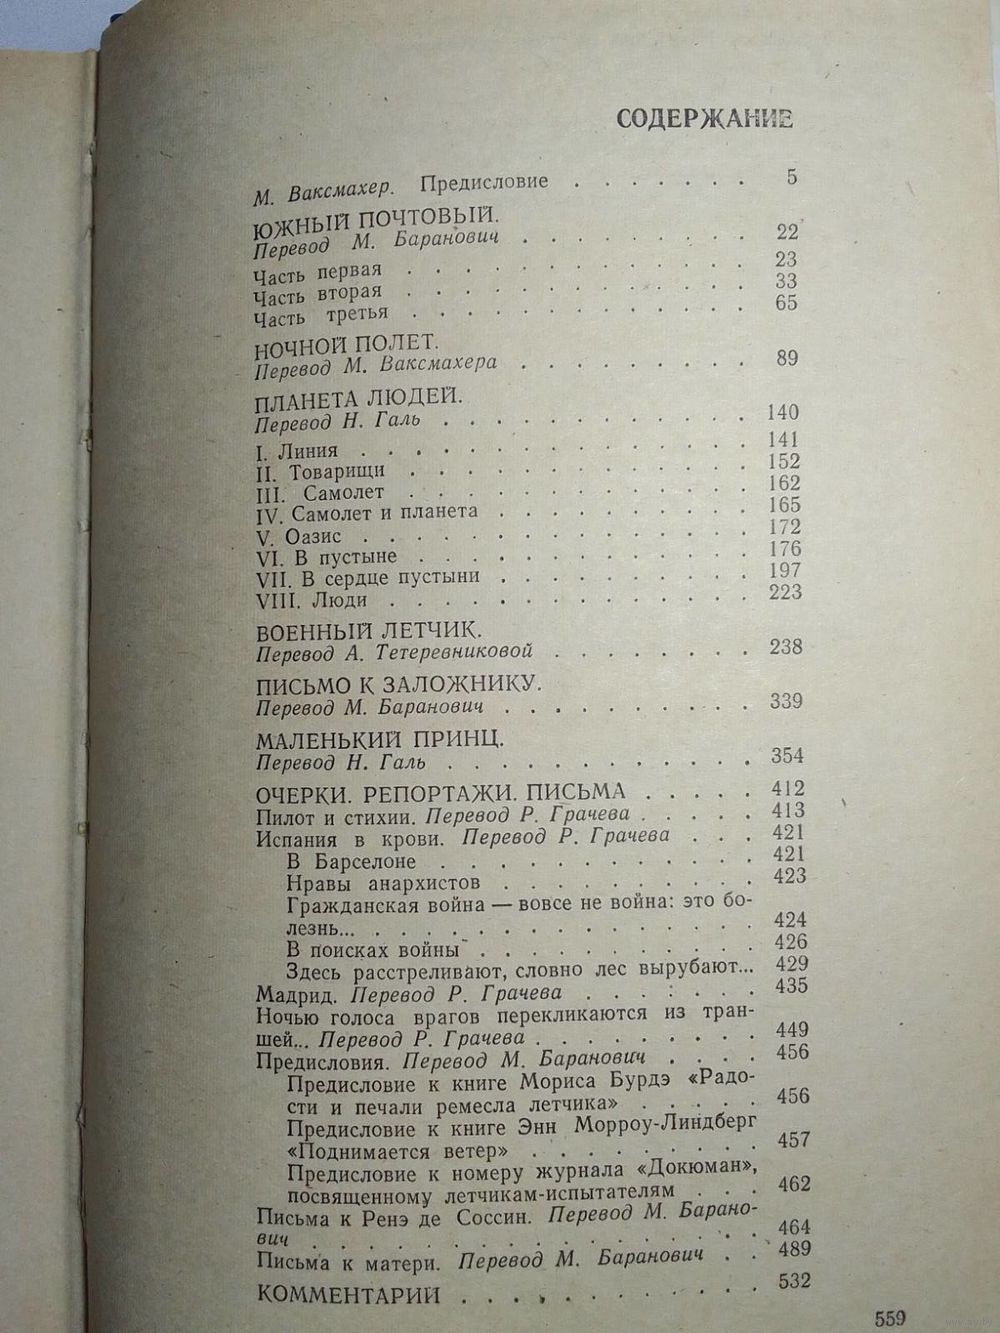 СОДЕРЖАНИЕ
М. Ваксмахер. Предисловие . . . . . . . 5
ЮЖНЫЙ ПОЧТОВЫЙ.
Перевод М. Баранович . . . . . . . . . 22
Часть первая . . . . . . . . . . . . . 23
Часть вторая . . . . . . . . . . . . . 33
Часть третья . . . . . . . . . . . . . 65
НОЧНОЙ ПОЛЕТ.
Перевод М. Ваксмахера . . . . . . . . . 89
ПЛАНЕТА ЛЮДЕЙ.
Перевод Н. Галь . . . . . . . . . . . . 140
I. Линия . . . . . . . . . . . . . . . 141
II. Товарищи . . . . . . . . . . . . . 152
III. Самолет . . . . . . . . . . . . . 162
IV. Самолет и планета . . . . . . . . . 165
V. Оазис . . . . . . . . . . . . . . . 172
VI. В пустыне . . . . . . . . . . . . . 176
VII. В сердце пустыни . . . . . . . . . 197
VIII. Люди . . . . . . . . . . . . . . 223
ВОЕННЫЙ ЛЕТЧИК.
Перевод А. Тетеревниковой . . . . . . . . 238
ПИСЬМО К ЗАЛОЖНИКУ.
Перевод М. Баранович . . . . . . . . . . 339
МАЛЕНЬКИЙ ПРИНЦ.
Перевод Н. Галь . . . . . . . . . . . . 354
ОЧЕРКИ. РЕПОРТАЖИ. ПИСЬМА . . . . . 412
Пилот и стихии. Перевод Р. Грачева . . . . . 413
Испания в крови. Перевод Р. Грачева . . . 421
В Барселоне . . . . . . . . . . . . 421
Нравы анархистов . . . . . . . . . . 423
Гражданская война — вовсе не война: это бо-
лезнь... . . . . . . . . . . . . . . . 424
В поисках войны . . . . . . . . . . 426
Здесь расстреливают, словно лес вырубают... 429
Мадрид. Перевод Р. Грачева . . . . . . . 435
Ночью голоса врагов перекликаются из тран-
шей... Перевод Р. Грачева . . . . . . . . . 449
Предисловия. Перевод М. Баранович . . . . 456
Предисловие к книге Мориса Бурдэ «Радо-
сти и печали ремесла летчика» . . . . . 456
Предисловие к книге Энн Морроу-Линдберг
«Поднимается ветер» . . . . . . . . . 457
Предисловие к номеру журнала «Докюман»,
посвященному летчикам-испытателям . . . 462
Письма к Ренэ де Соссин. Перевод М. Барано-
вич . . . . . . . . . . . . . . . . . 464
Письма к матери. Перевод М. Баранович . . 489
КОММЕНТАРИИ . . . . . . . . . . . . 532
559